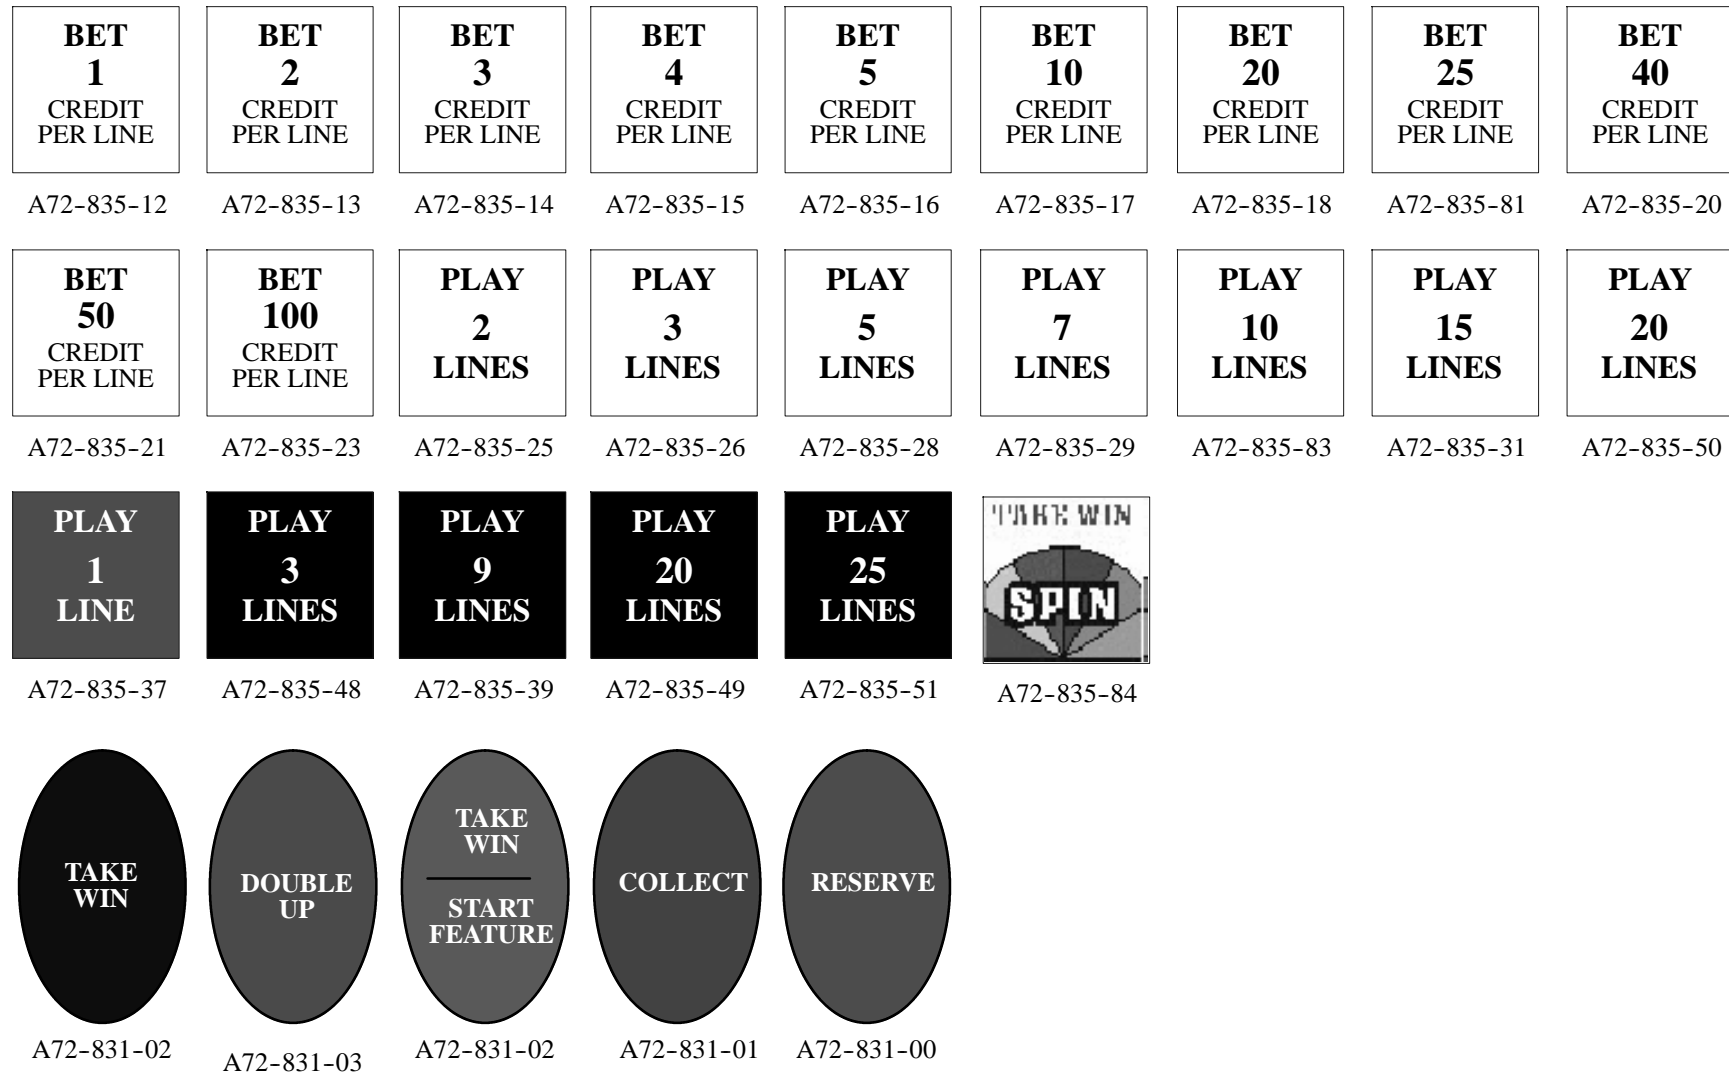 BET
1
CREDIT
PER LINE
A72-835-12
BET
2
CREDIT
PER LINE
A72-835-13
BET
3
CREDIT
PER LINE
A72-835-14
BET
4
CREDIT
PER LINE
A72-835-15
BET
5
CREDIT
PER LINE
A72-835-16
BET
10
CREDIT
PER LINE
A72-835-17
BET
20
CREDIT
PER LINE
A72-835-18
BET
25
CREDIT
PER LINE
A72-835-81
BET
40
CREDIT
PER LINE
A72-835-20
BET
50
CREDIT
PER LINE
A72-835-21
BET
100
CREDIT
PER LINE
A72-835-23
PLAY
2
LINES
A72-835-25
PLAY
3
LINES
A72-835-26
PLAY
5
LINES
A72-835-28
PLAY
7
LINES
A72-835-29
PLAY
10
LINES
A72-835-83
PLAY
15
LINES
A72-835-31
PLAY
20
LINES
A72-835-50
PLAY
1
LINE
A72-835-37
PLAY
3
LINES
A72-835-48
PLAY
9
LINES
A72-835-39
PLAY
20
LINES
A72-835-49
PLAY
25
LINES
A72-835-51
TAKE WIN
SPIN
A72-835-84
TAKE
WIN
A72-831-02
DOUBLE
UP
A72-831-03
TAKE
WIN
START
FEATURE
A72-831-02
COLLECT
A72-831-01
RESERVE
A72-831-00